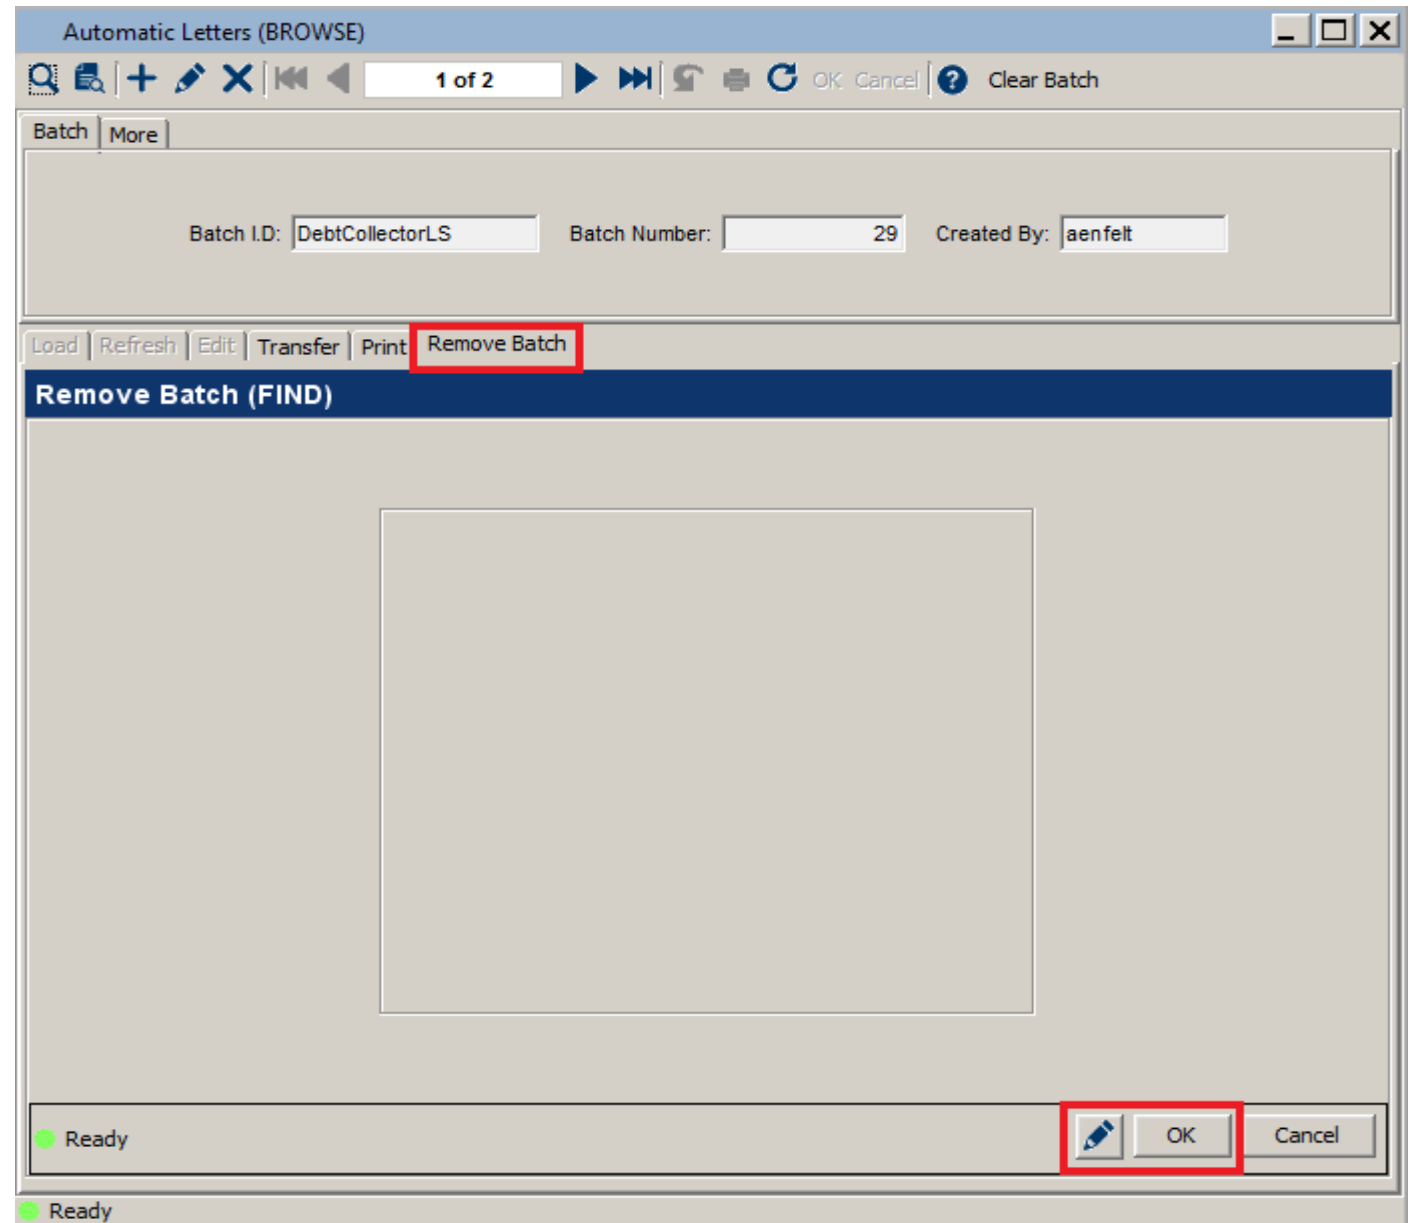 Automatic Letters (BROWSE)
1 of 2 OK Cancel ? Clear Batch
Batch More
Batch I.D: DebtCollectorLS Batch Number: 29 Created By: aenfelt
Load Refresh Edit Transfer Print Remove Batch
Remove Batch (FIND)
Ready OK Cancel
Ready